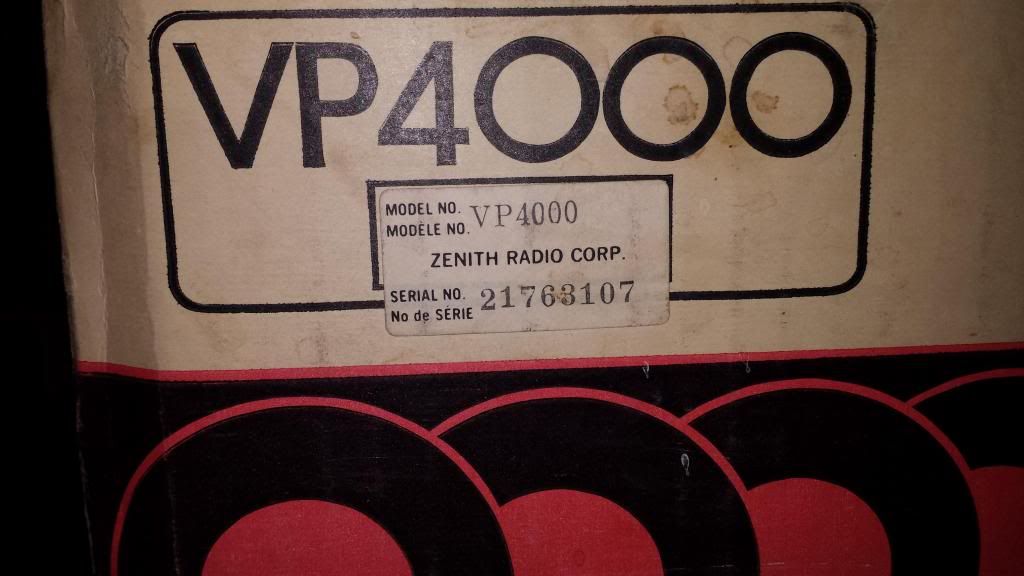 VP4000
MODEL NO. VP4000
MODÈLE NO.
ZENITH RADIO CORP.
SERIAL NO. 21763107
No de SÉRIE